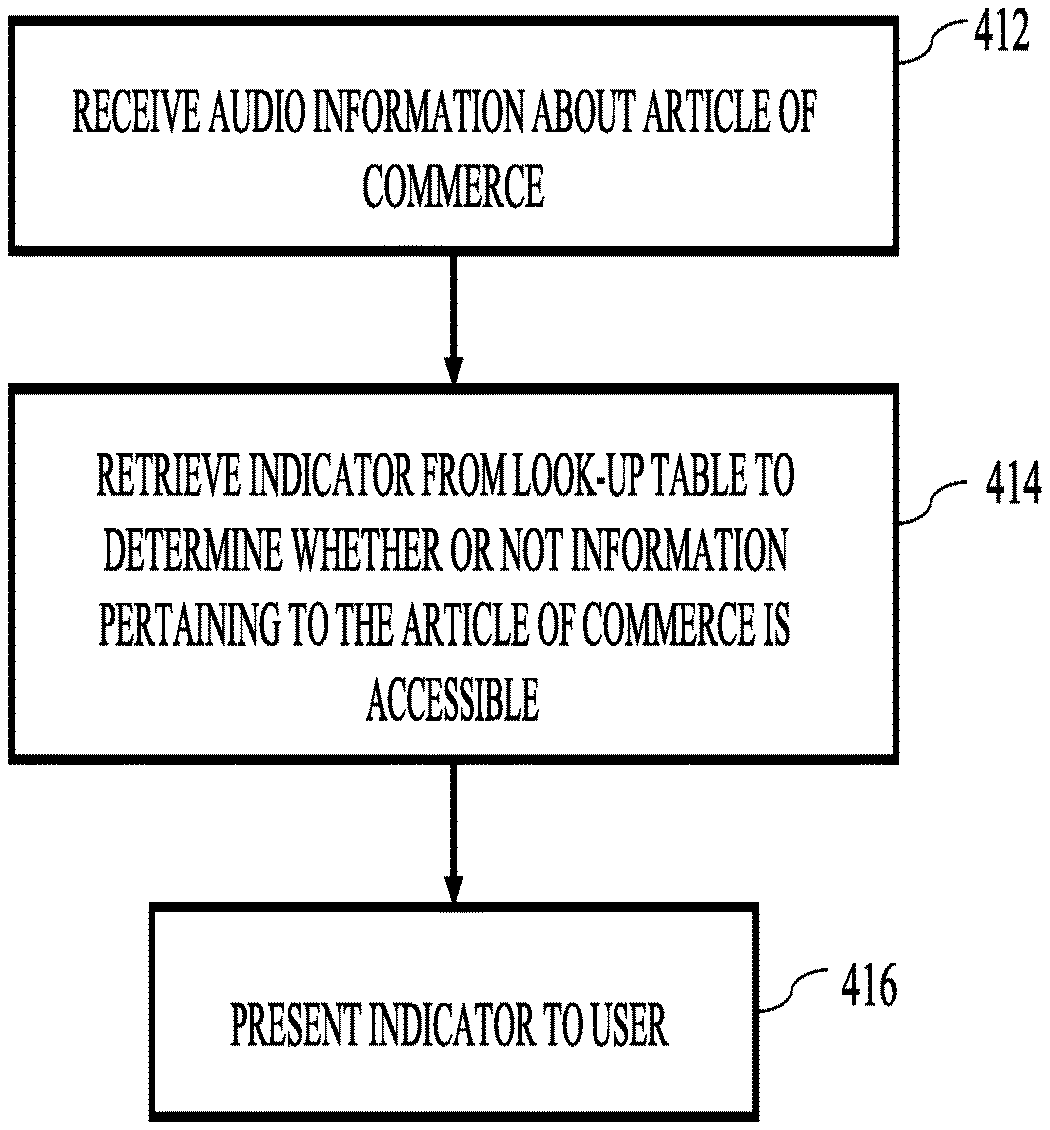 412
RECEIVE AUDIO INFORMATION ABOUT ARTICLE OF
COMMERCE
RETRIEVE INDICATOR FROM LOOK-UP TABLE TO
414
DETERMINE WHETHER OR NOT INFORMATION
PERTAINING TO THE ARTICLE OF COMMERCE IS
ACCESSIBLE
416
PRESENT INDICATOR TO USER